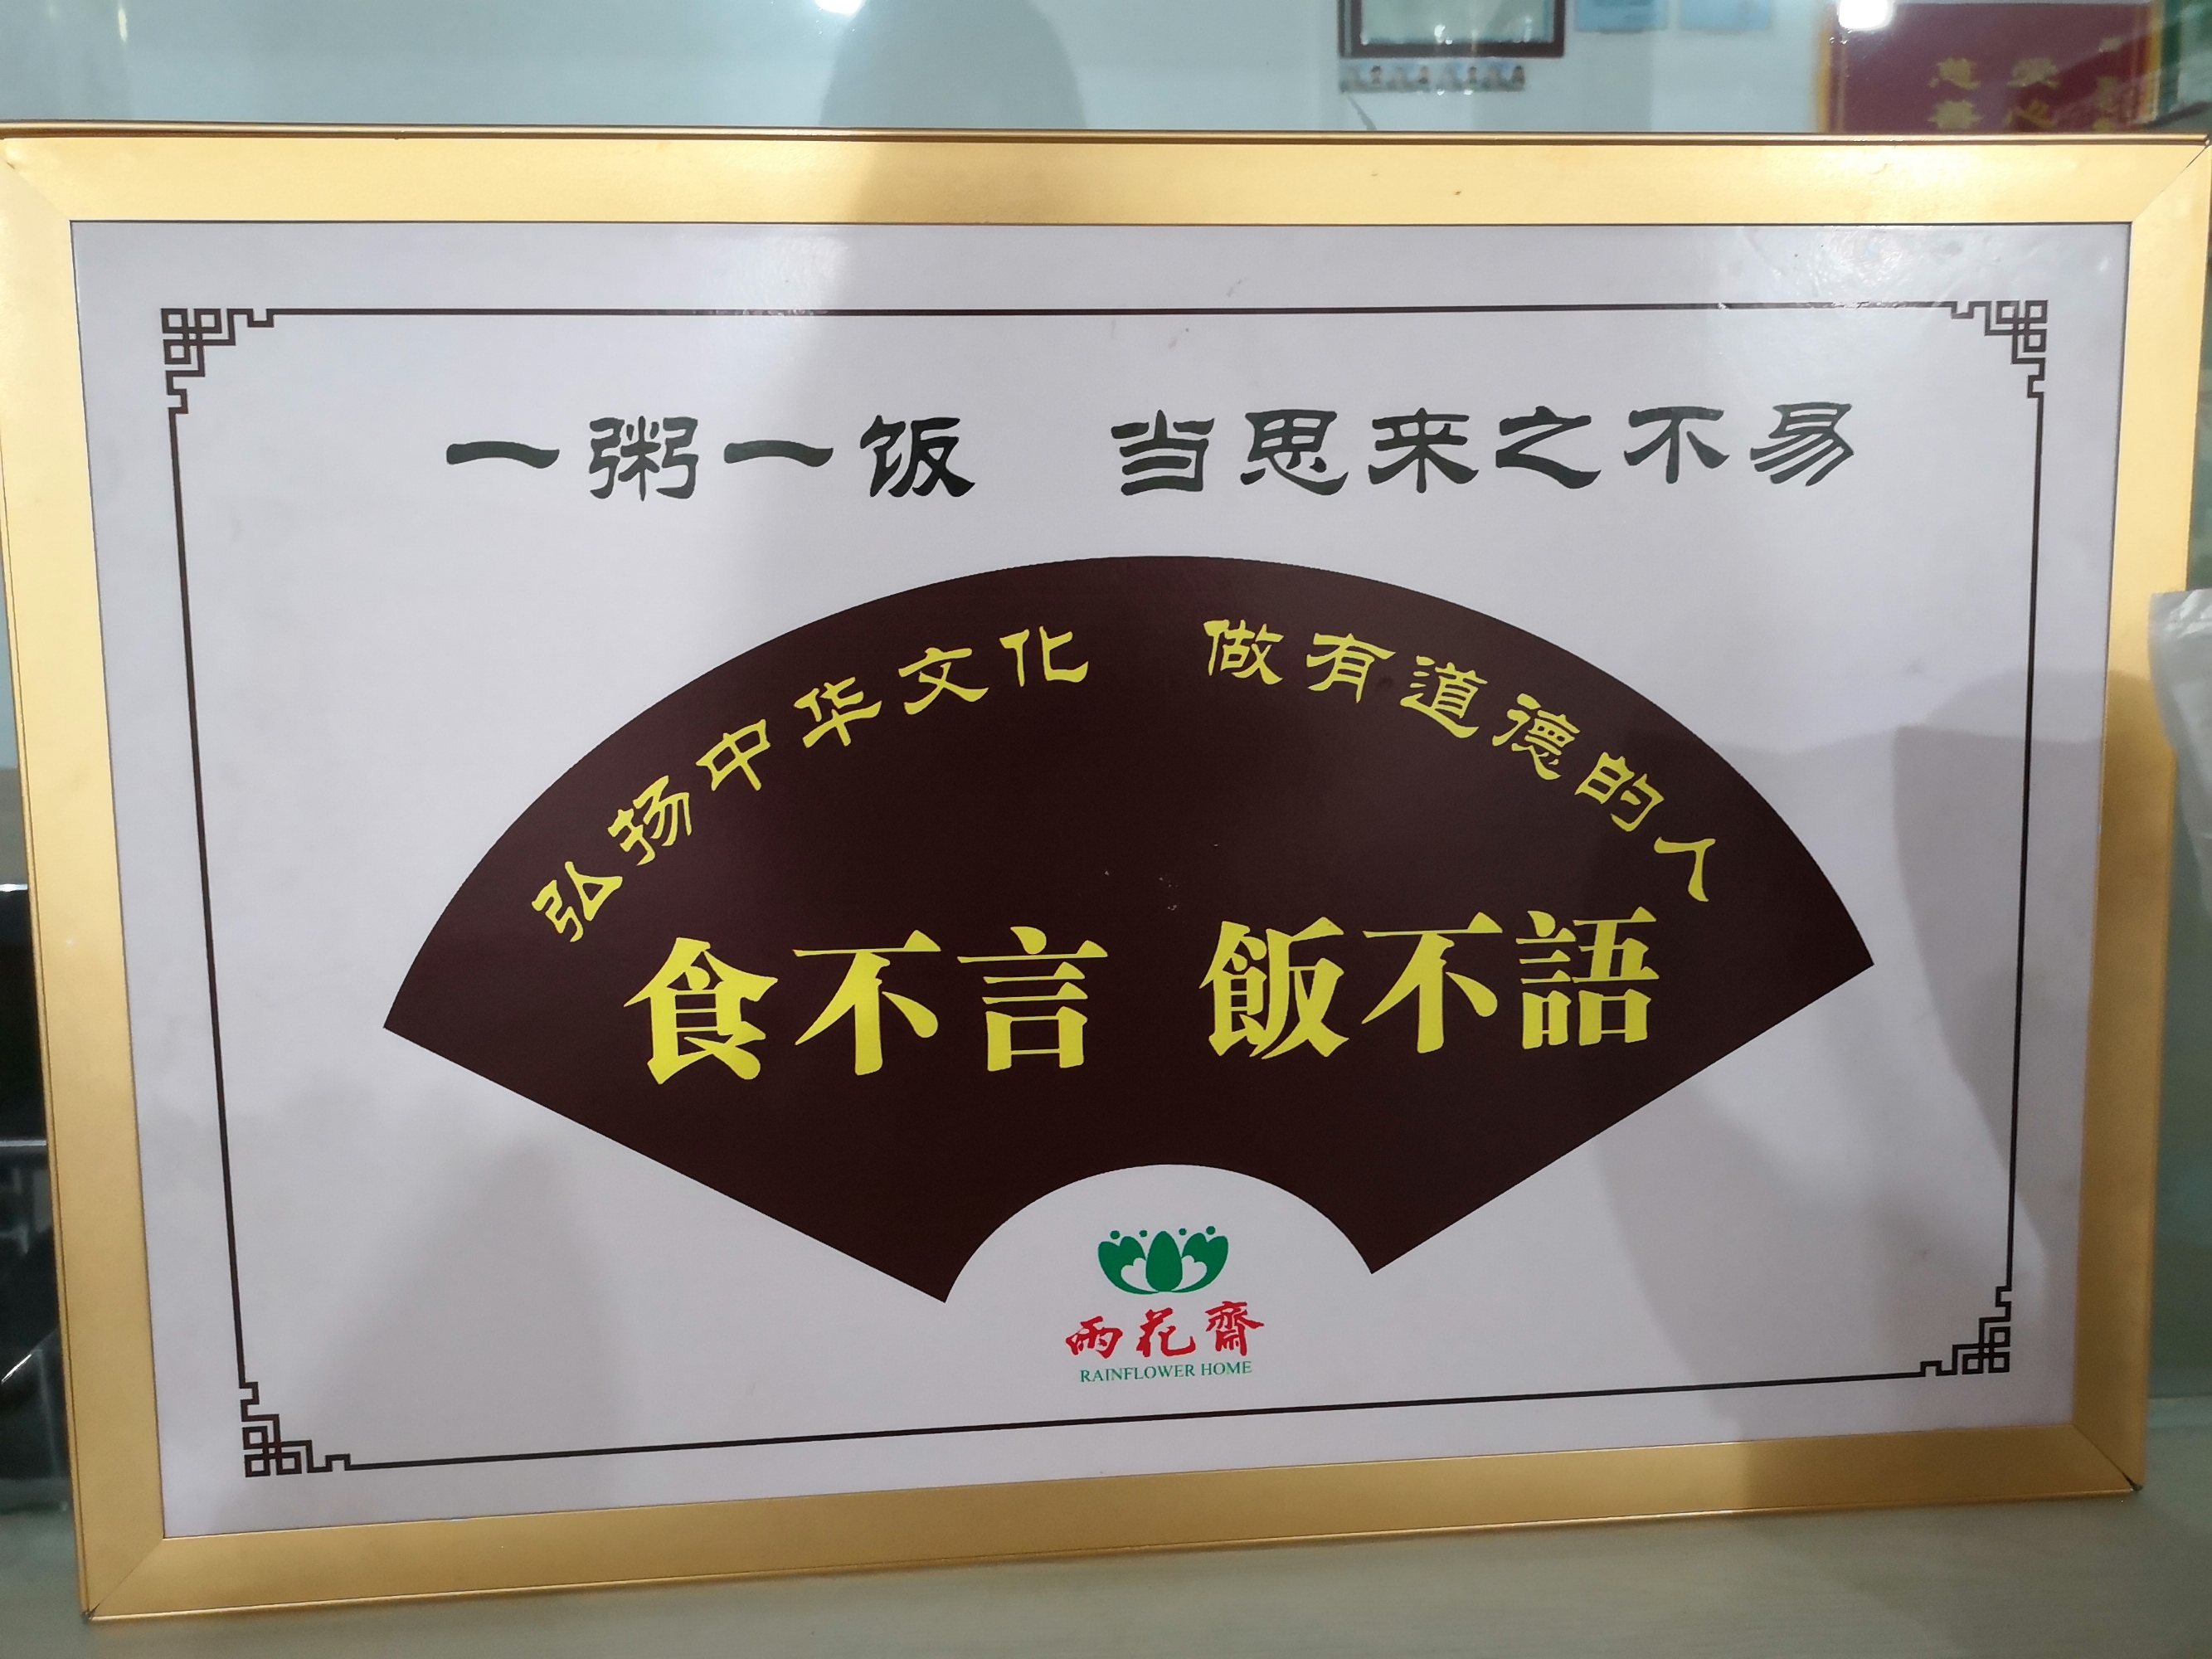 一粥一饭 当思来之不易
弘扬中华文化 做有道德的人
食不言 飯不語
雨花齋
RAINFLOWER HOME